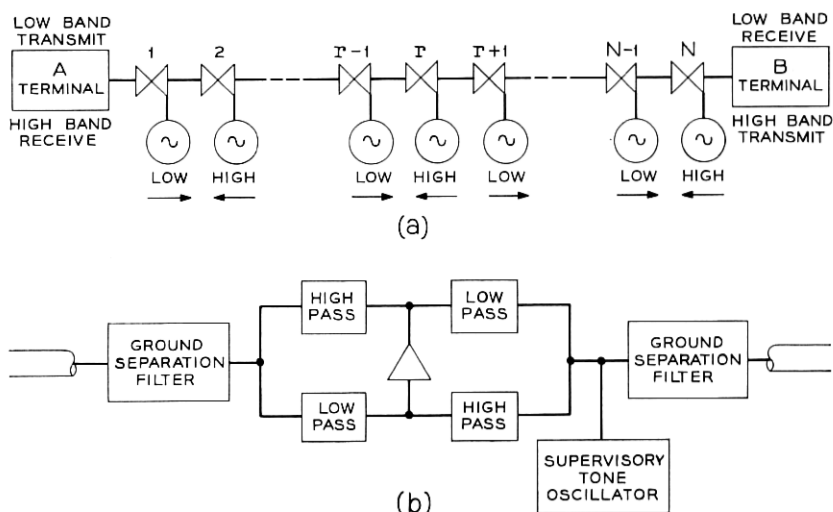 LOW BAND
TRANSMIT
A
TERMINAL
HIGH BAND
RECEIVE
1 2 r-1 r r+1 N-1 N
LOW BAND
RECEIVE
B
TERMINAL
HIGH BAND
TRANSMIT
~ ~ ~ ~ ~ ~ ~
LOW HIGH LOW HIGH LOW LOW HIGH
(a)
GROUND
SEPARATION
FILTER
HIGH
PASS
LOW
PASS
LOW
PASS
HIGH
PASS
GROUND
SEPARATION
FILTER
SUPERVISORY
TONE
OSCILLATOR
(b)